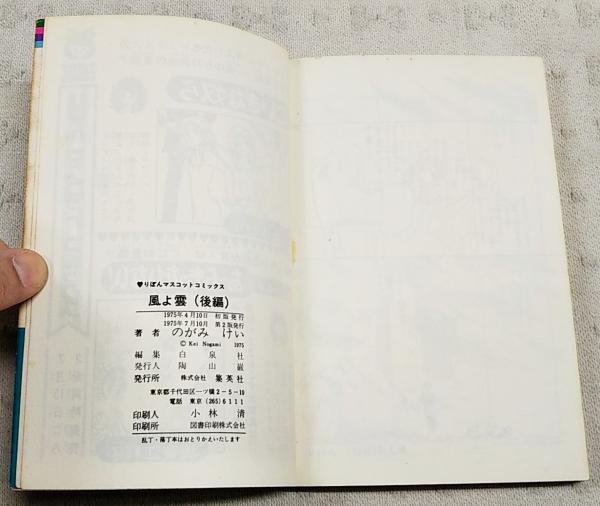 ♥りぼんマスコットコミックス
風よ雲(後編)
1975年4月10日 初版発行
1975年7月10日 第2版発行
著者 のがみ けい
© Kei Nogami 1975
編集 白泉社
発行人 陶山巌
発行所 株式会社 集英社
東京都千代田区一ツ橋2-5-10
電話 東京 (265) 6111
印刷人 小林 清
印刷所 図書印刷株式会社
乱丁・落丁本はおとりかえいたします